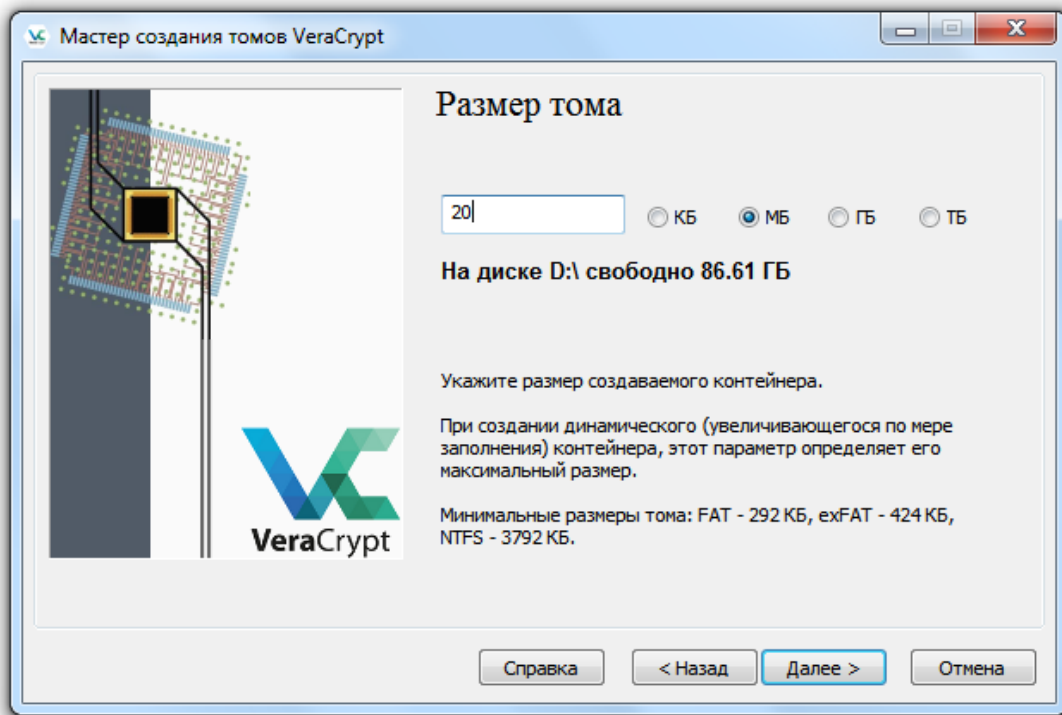 Мастер создания томов VeraCrypt
Размер тома
20
КБ
МБ
ГБ
ТБ
На диске D:\ свободно 86.61 ГБ
Укажите размер создаваемого контейнера.
При создании динамического (увеличивающегося по мере
заполнения) контейнера, этот параметр определяет его
максимальный размер.
Минимальные размеры тома: FAT - 292 КБ, exFAT - 424 КБ,
NTFS - 3792 КБ.
VeraCrypt
Справка
< Назад
Далее >
Отмена